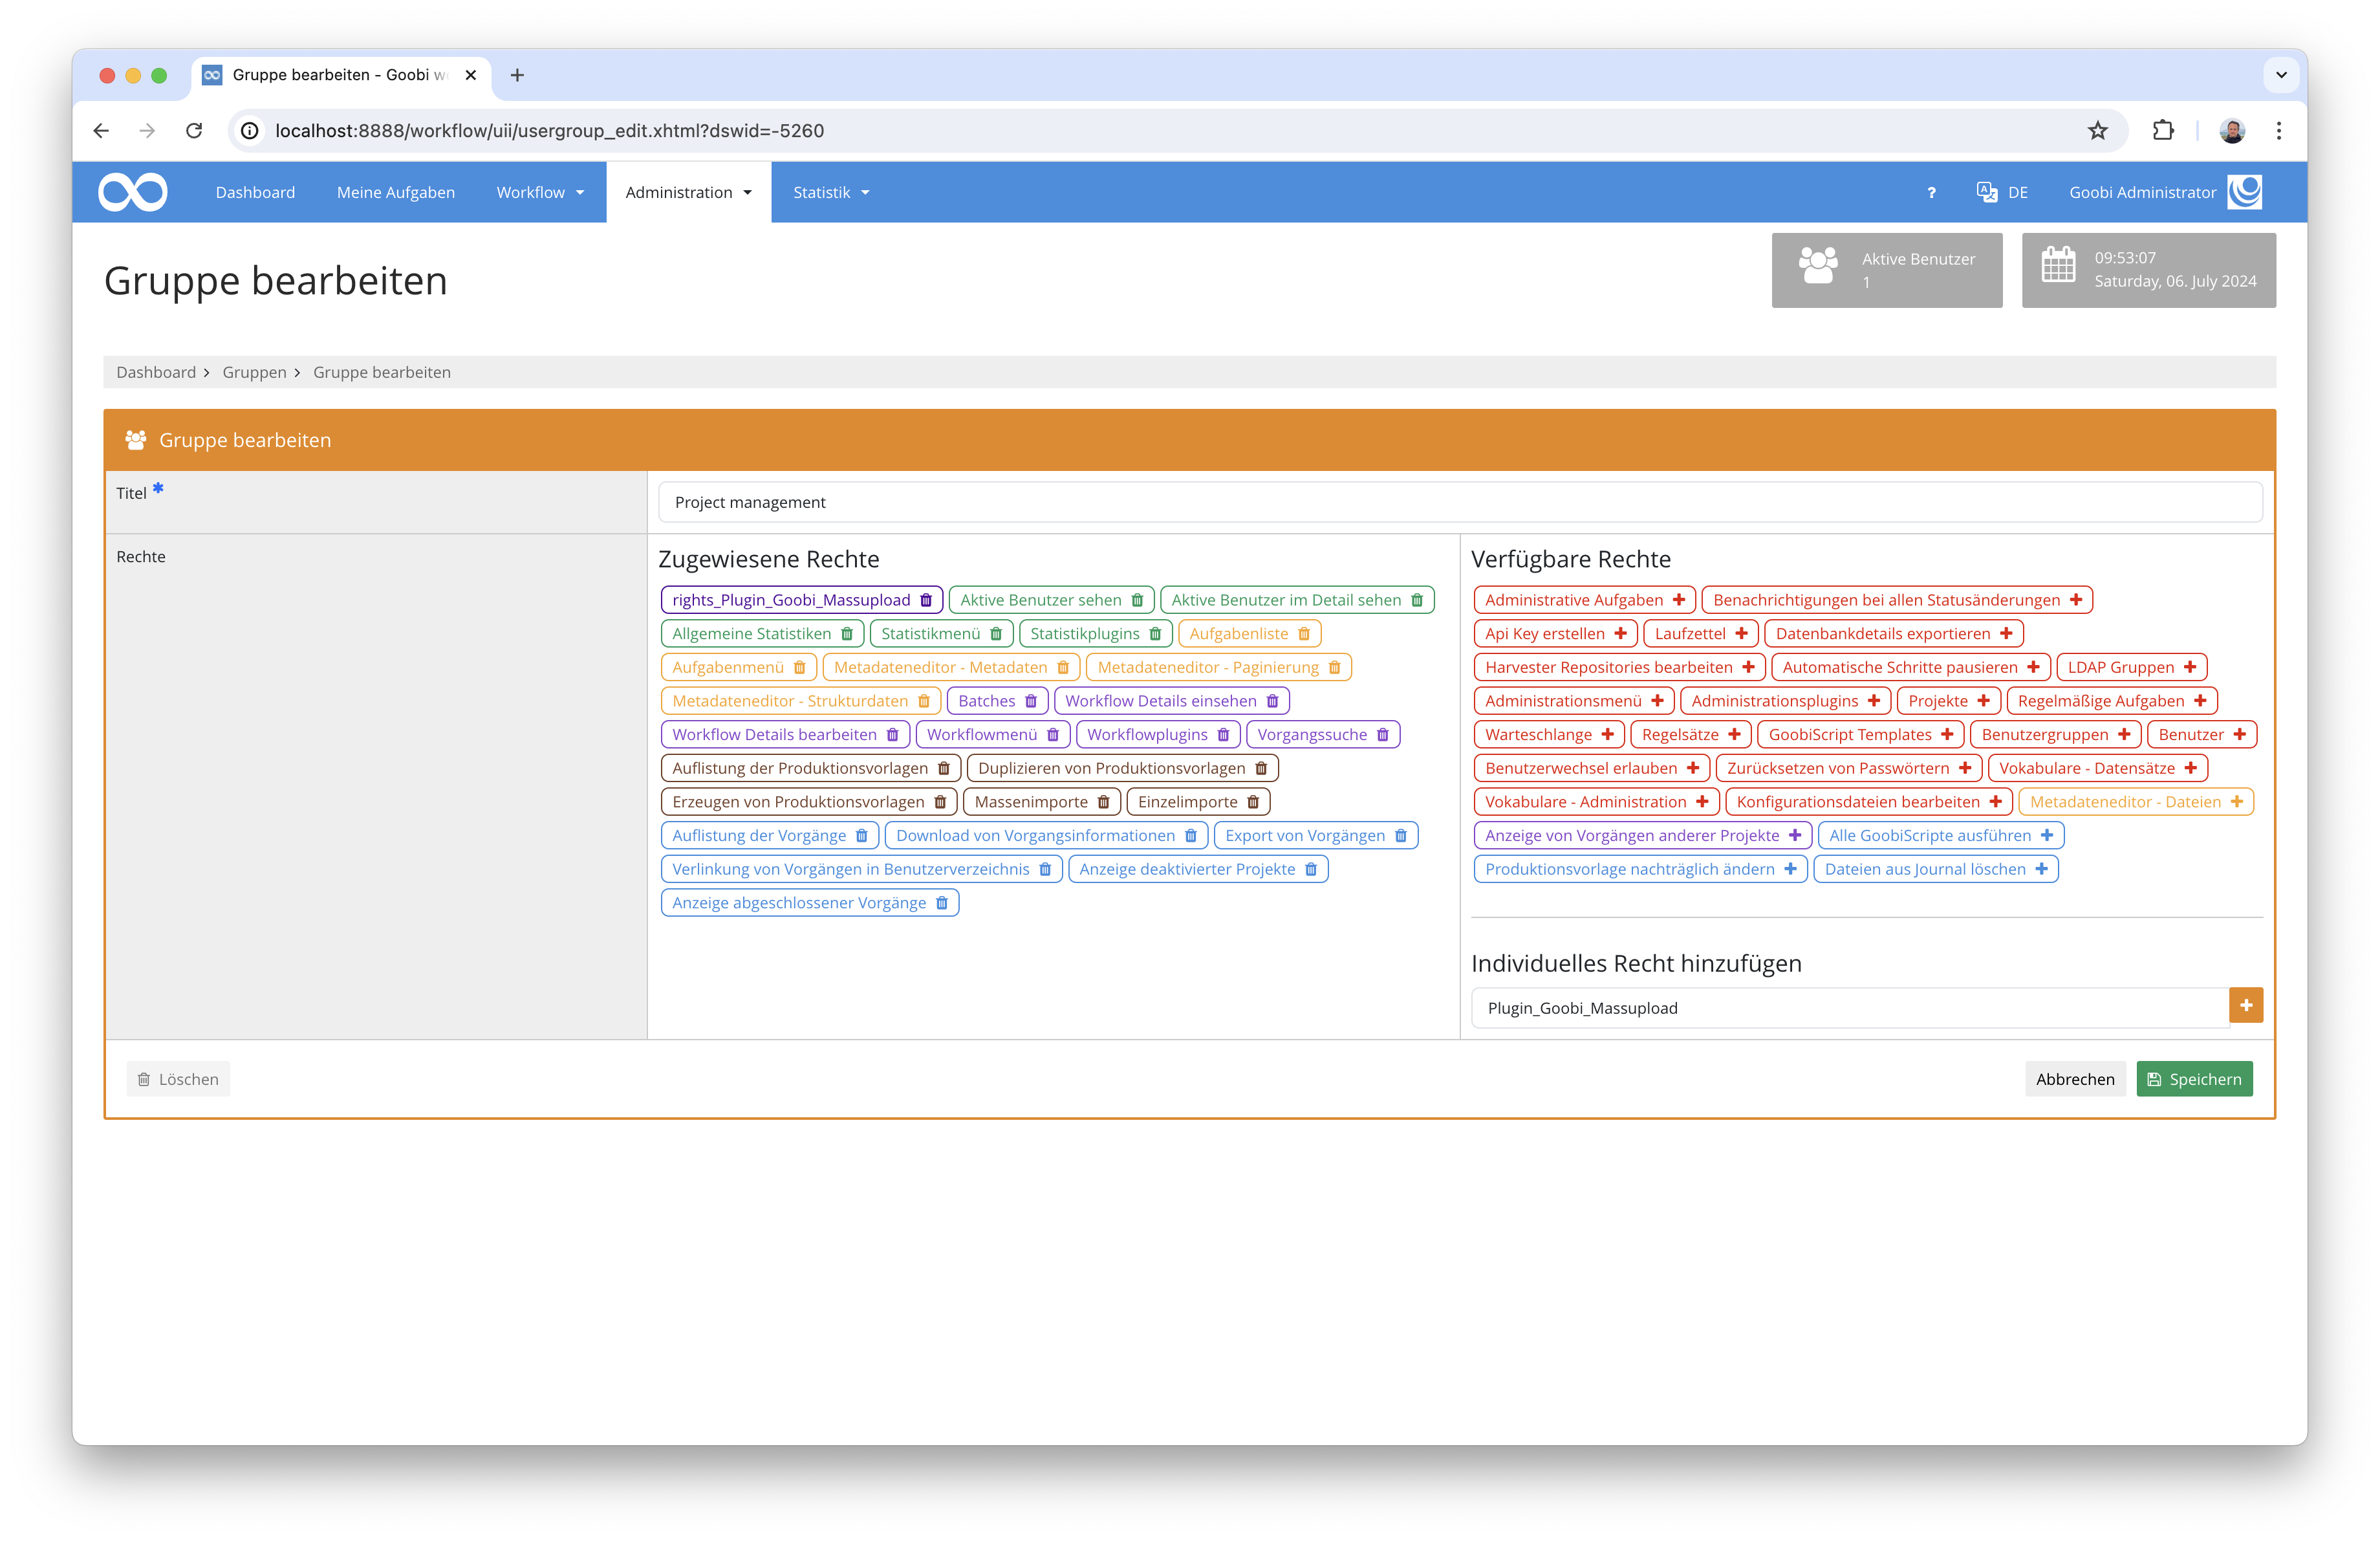 Gruppe bearbeiten - Goobi w
localhost:8888/workflow/uii/usergroup_edit.xhtml?dswid=-5260
Dashboard Meine Aufgaben Workflow Administration Statistik ? DE Goobi Administrator
Gruppe bearbeiten
Aktive Benutzer
1
09:53:07
Saturday, 06. July 2024
Dashboard > Gruppen > Gruppe bearbeiten
Gruppe bearbeiten
Titel *
Project management
Rechte
Zugewiesene Rechte
rights_Plugin_Goobi_Massupload Aktive Benutzer sehen Aktive Benutzer im Detail sehen
Allgemeine Statistiken Statistikmenü Statistikplugins Aufgabenliste
Aufgabenmenü Metadateneditor - Metadaten Metadateneditor - Paginierung
Metadateneditor - Strukturdaten Batches Workflow Details einsehen
Workflow Details bearbeiten Workflowmenü Workflowplugins Vorgangssuche
Auflistung der Produktionsvorlagen Duplizieren von Produktionsvorlagen
Erzeugen von Produktionsvorlagen Massenimporte Einzelimporte
Auflistung der Vorgänge Download von Vorgangsinformationen Export von Vorgängen
Verlinkung von Vorgängen in Benutzerverzeichnis Anzeige deaktivierter Projekte
Anzeige abgeschlossener Vorgänge
Verfügbare Rechte
Administrative Aufgaben Benachrichtigungen bei allen Statusänderungen
Api Key erstellen Laufzettel Datenbankdetails exportieren
Harvester Repositories bearbeiten Automatische Schritte pausieren LDAP Gruppen
Administrationsmenü Administrationsplugins Projekte Regelmäßige Aufgaben
Warteschlange Regelsätze GoobiScript Templates Benutzergruppen Benutzer
Benutzerwechsel erlauben Zurücksetzen von Passwörtern Vokabulare - Datensätze
Vokabulare - Administration Konfigurationsdateien bearbeiten Metadateneditor - Dateien
Anzeige von Vorgängen anderer Projekte Alle GoobiScripte ausführen
Produktionsvorlage nachträglich ändern Dateien aus Journal löschen
Individuelles Recht hinzufügen
Plugin_Goobi_Massupload
Löschen
Abbrechen Speichern